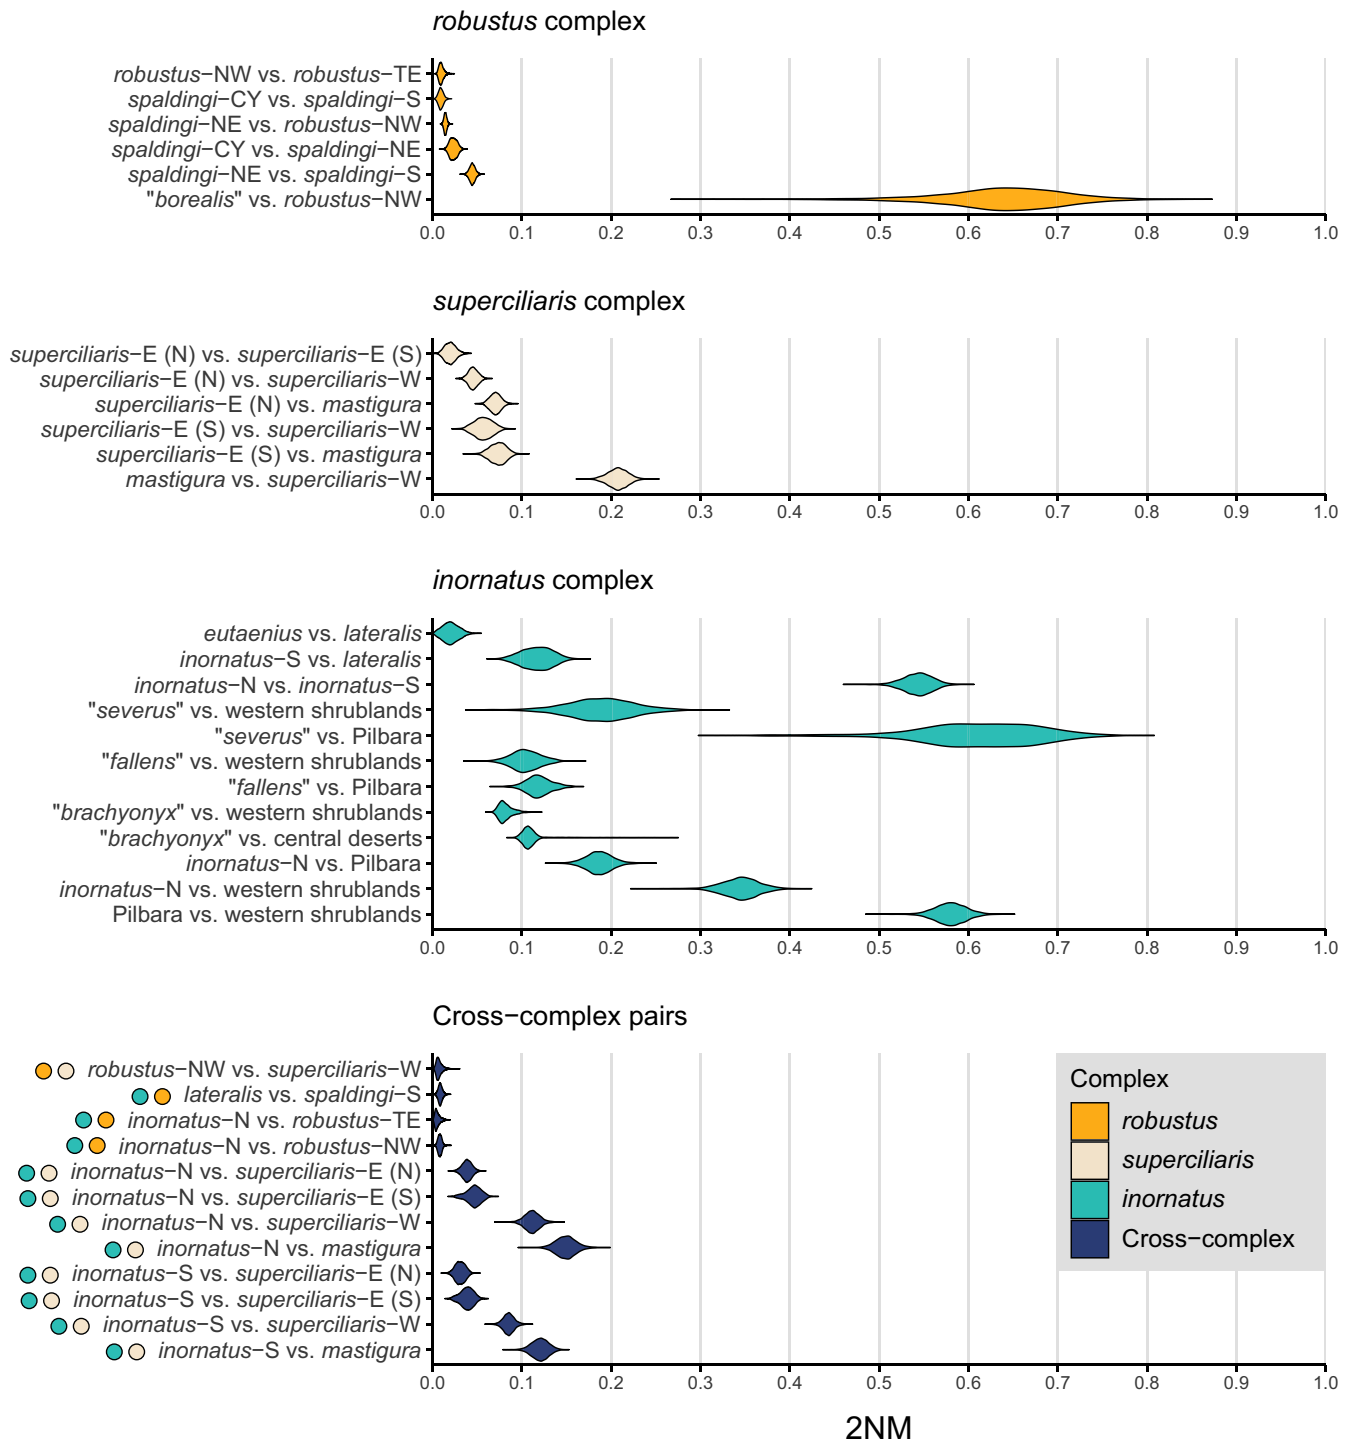 robustus complex
robustus−NW vs. robustus−TE
spaldingi−CY vs. spaldingi−S
spaldingi−NE vs. robustus−NW
spaldingi−CY vs. spaldingi−NE
spaldingi−NE vs. spaldingi−S
"borealis" vs. robustus−NW
0.0 0.1 0.2 0.3 0.4 0.5 0.6 0.7 0.8 0.9 1.0
superciliaris complex
superciliaris−E (N) vs. superciliaris−E (S)
superciliaris−E (N) vs. superciliaris−W
superciliaris−E (N) vs. mastigura
superciliaris−E (S) vs. superciliaris−W
superciliaris−E (S) vs. mastigura
mastigura vs. superciliaris−W
0.0 0.1 0.2 0.3 0.4 0.5 0.6 0.7 0.8 0.9 1.0
inornatus complex
eutaenius vs. lateralis
inornatus−S vs. lateralis
inornatus−N vs. inornatus−S
"severus" vs. western shrublands
"severus" vs. Pilbara
"fallens" vs. western shrublands
"fallens" vs. Pilbara
"brachyonyx" vs. western shrublands
"brachyonyx" vs. central deserts
inornatus−N vs. Pilbara
inornatus−N vs. western shrublands
Pilbara vs. western shrublands
0.0 0.1 0.2 0.3 0.4 0.5 0.6 0.7 0.8 0.9 1.0
Cross−complex pairs
robustus−NW vs. superciliaris−W
lateralis vs. spaldingi−S
inornatus−N vs. robustus−TE
inornatus−N vs. robustus−NW
inornatus−N vs. superciliaris−E (N)
inornatus−N vs. superciliaris−E (S)
inornatus−N vs. superciliaris−W
inornatus−N vs. mastigura
inornatus−S vs. superciliaris−E (N)
inornatus−S vs. superciliaris−E (S)
inornatus−S vs. superciliaris−W
inornatus−S vs. mastigura
Complex
robustus
superciliaris
inornatus
Cross−complex
0.0 0.1 0.2 0.3 0.4 0.5 0.6 0.7 0.8 0.9 1.0
2NM